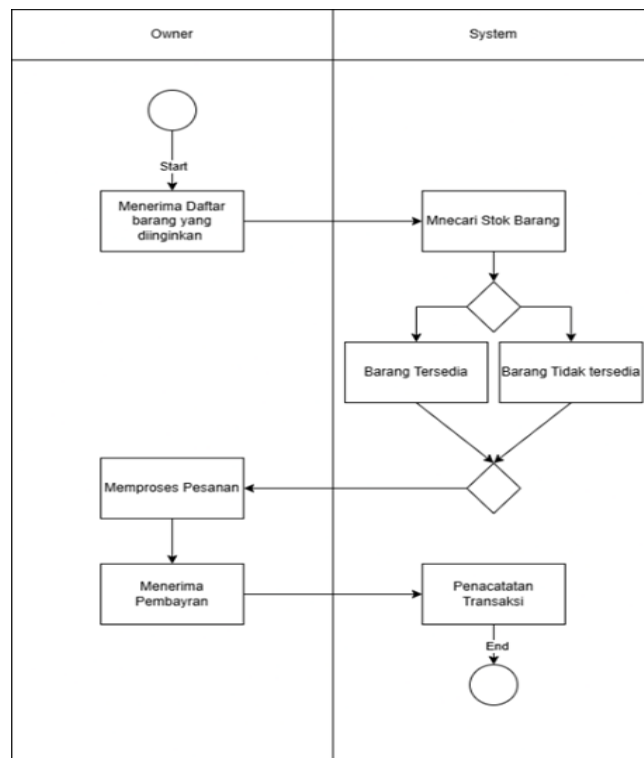 Owner
System
Start
Menerima Daftar
barang yang
diinginkan
Mnecari Stok Barang
Barang Tersedia
Barang Tidak tersedia
Memproses Pesanan
Menerima
Pembayran
Penacatatan
Transaksi
End